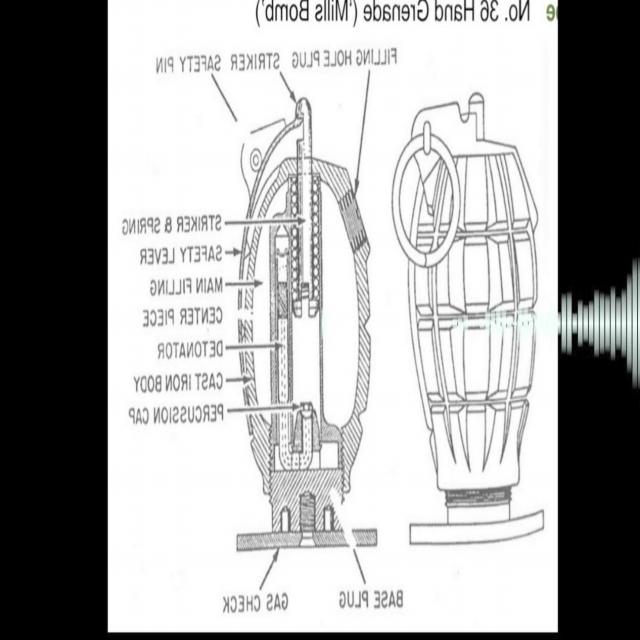 No. 36 Hand Grenade ('Mills Bomb')
FILLING HOLE PLUG
STRIKER
SAFETY PIN
STRIKER & SPRING
SAFETY LEVER
MAIN FILLING
CENTER PIECE
DETONATOR
CAST IRON BODY
PERCUSSION CAP
BASE PLUG
GAS CHECK